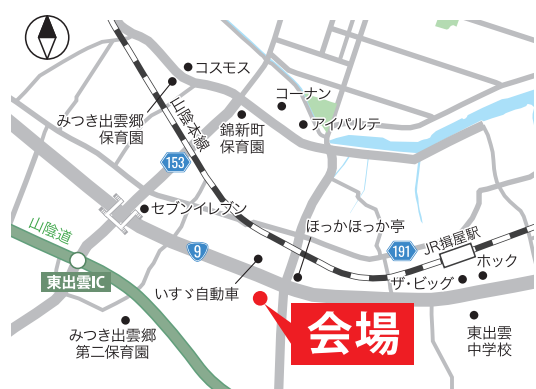 コスモス
コーナン
みつき出雲郷
保育園
山陰本線
錦新町
保育園
アイパルテ
153
セブンイレブン
山陰道
9
ほっかほっか亭
191
JR揖屋駅
東出雲IC
いすゞ自動車
ザ・ビッグ
ホック
会場
みつき出雲郷
第二保育園
東出雲
中学校